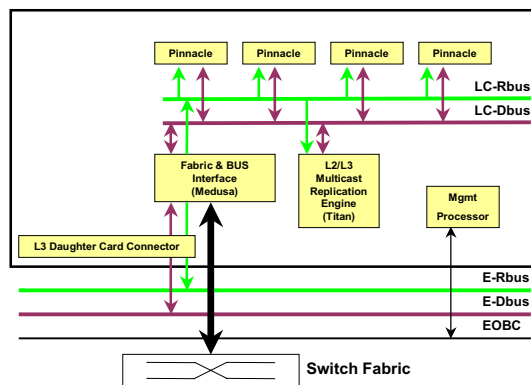 Pinnacle
Pinnacle
Pinnacle
Pinnacle
LC-Rbus
LC-Dbus
Fabric & BUS
Interface
(Medusa)
L2/L3
Multicast
Replication
Engine
(Titan)
Mgmt
Processor
L3 Daughter Card Connector
E-Rbus
E-Dbus
EOBC
Switch Fabric